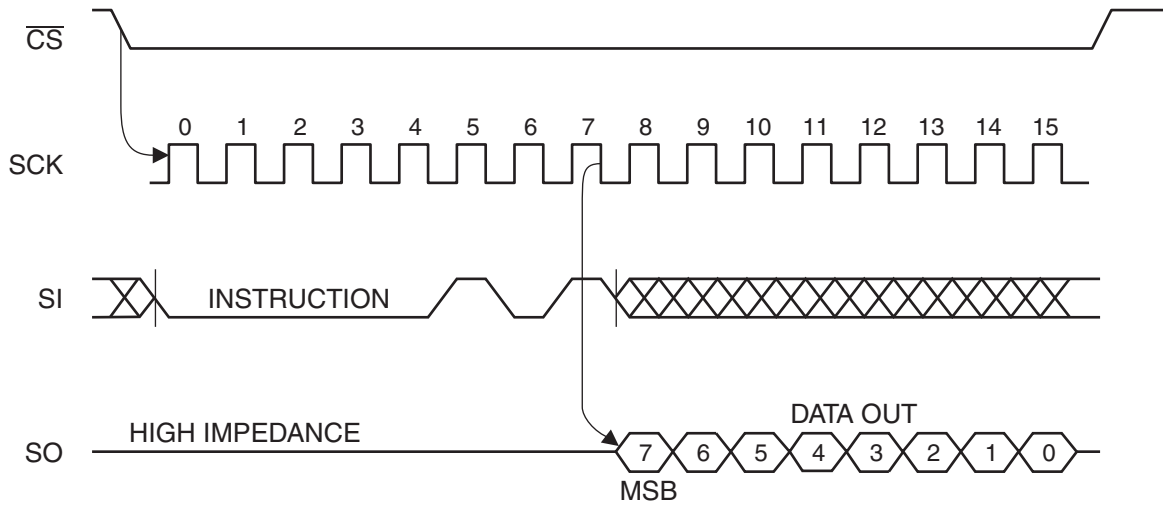 CS
0 1 2 3 4 5 6 7 8 9 10 11 12 13 14 15
SCK
SI
INSTRUCTION
DATA OUT
HIGH IMPEDANCE
SO
7 6 5 4 3 2 1 0
MSB